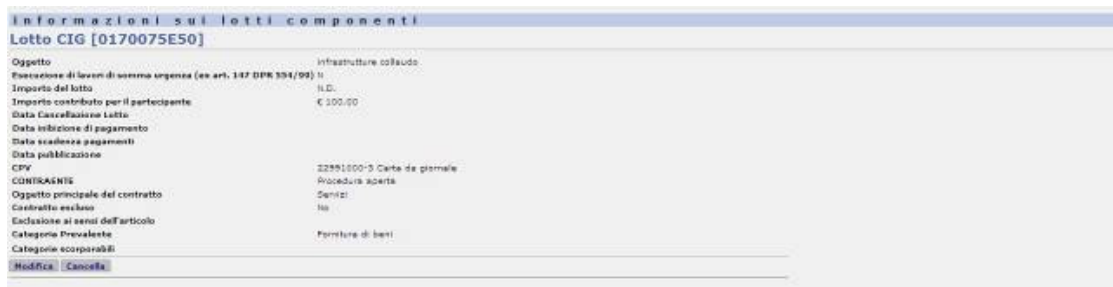 Informazioni sui lotti componenti
Lotto CIG [0170075E50]
Oggetto infrastrutture collaudo
Esecuzione di lavori di somma urgenza (ex art. 147 DPR 554/99) N
Importo del lotto N.D.
Importo contributo per il partecipante € 100.00
Data Cancellazione Lotto
Data inibizione di pagamento
Data scadenza pagamenti
Data pubblicazione
CPV 22991000-5 Carta da giornale
CONTRAENTE Procedura aperta
Oggetto principale del contratto Servizi
Contratto escluso No
Esclusione ai sensi dell'articolo
Categoria Prevalente Fornitura di beni
Categorie scorporabili
Modifica Cancella